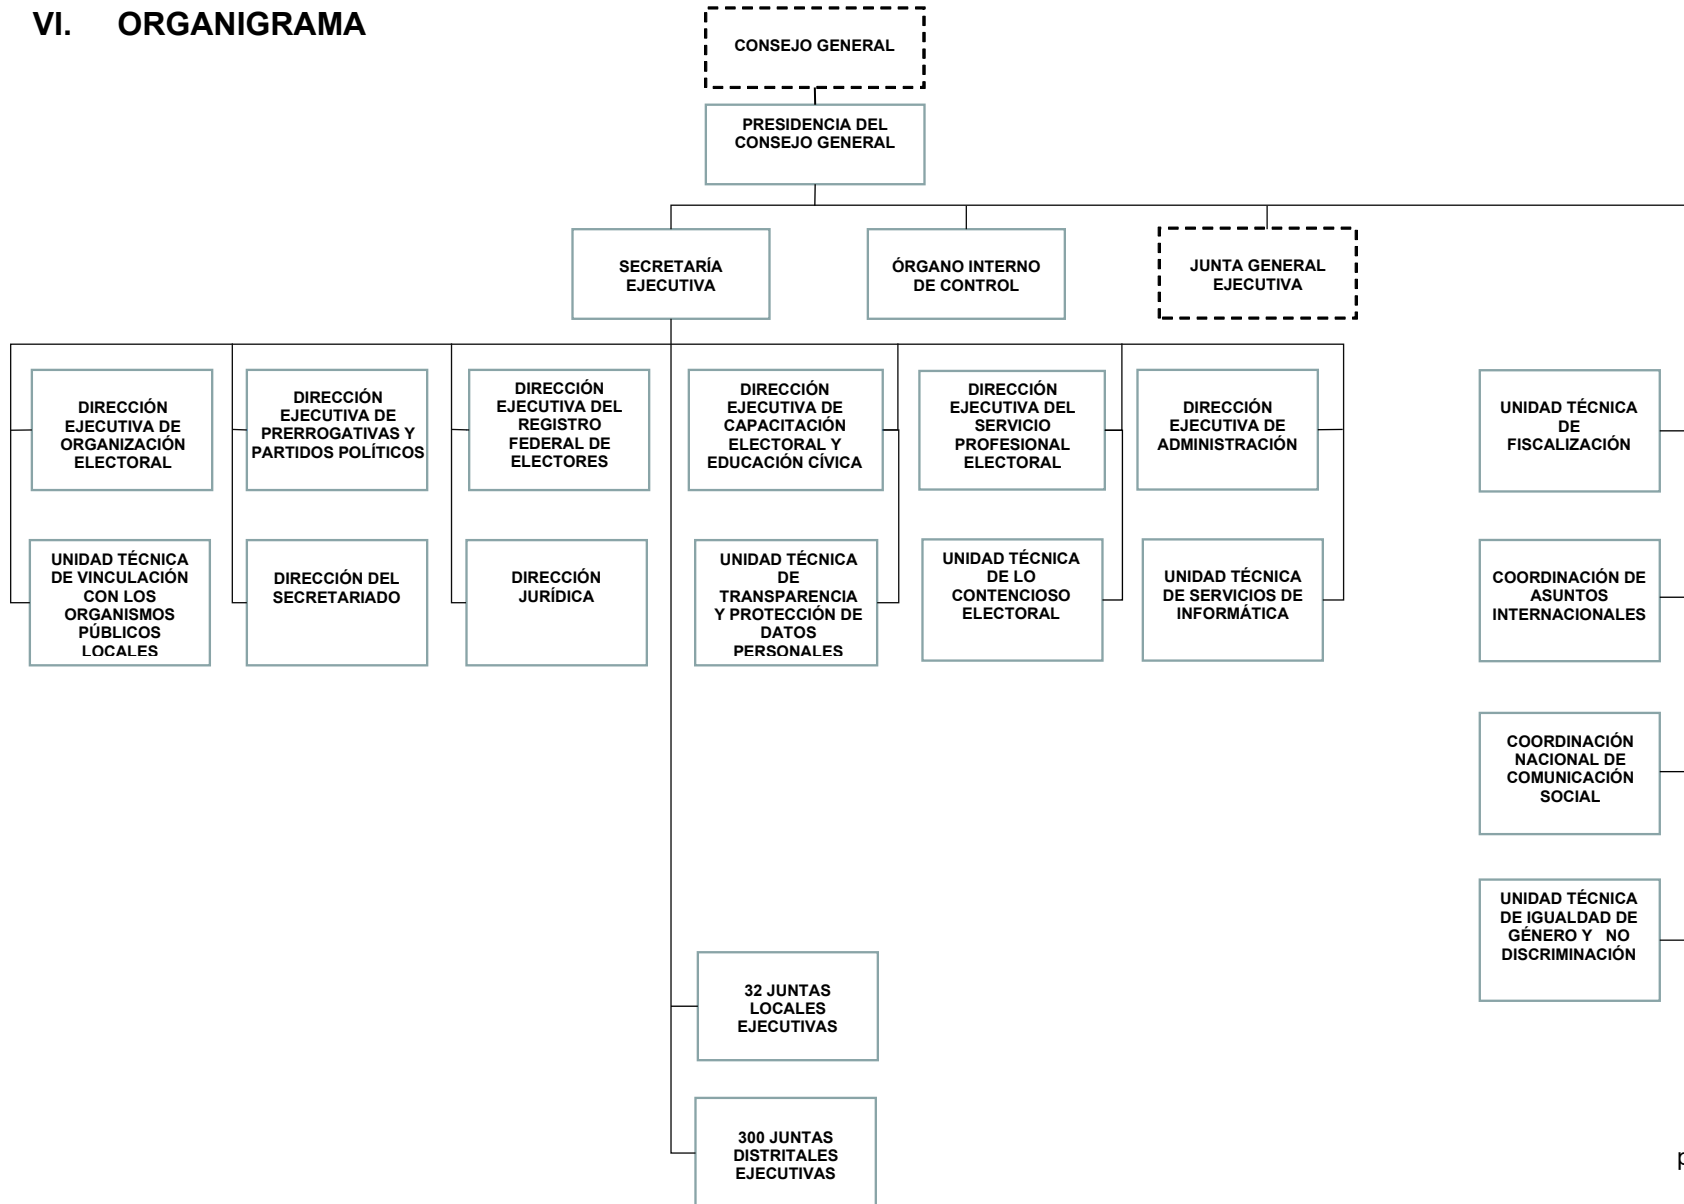 VI. ORGANIGRAMA
CONSEJO GENERAL
PRESIDENCIA DEL
CONSEJO GENERAL
SECRETARÍA
EJECUTIVA
ÓRGANO INTERNO
DE CONTROL
JUNTA GENERAL
EJECUTIVA
DIRECCIÓN
EJECUTIVA DE
ORGANIZACIÓN
ELECTORAL
DIRECCIÓN
EJECUTIVA DE
PRERROGATIVAS Y
PARTIDOS POLÍTICOS
DIRECCIÓN
EJECUTIVA DEL
REGISTRO
FEDERAL DE
ELECTORES
DIRECCIÓN
EJECUTIVA DE
CAPACITACIÓN
ELECTORAL Y
EDUCACIÓN CÍVICA
DIRECCIÓN
EJECUTIVA DEL
SERVICIO
PROFESIONAL
ELECTORAL
DIRECCIÓN
EJECUTIVA DE
ADMINISTRACIÓN
UNIDAD TÉCNICA
DE
FISCALIZACIÓN
UNIDAD TÉCNICA
DE VINCULACIÓN
CON LOS
ORGANISMOS
PÚBLICOS
LOCALES
DIRECCIÓN DEL
SECRETARIADO
DIRECCIÓN
JURÍDICA
UNIDAD TÉCNICA
DE
TRANSPARENCIA
Y PROTECCIÓN DE
DATOS
PERSONALES
UNIDAD TÉCNICA
DE LO
CONTENCIOSO
ELECTORAL
UNIDAD TÉCNICA
DE SERVICIOS DE
INFORMÁTICA
COORDINACIÓN DE
ASUNTOS
INTERNACIONALES
COORDINACIÓN
NACIONAL DE
COMUNICACIÓN
SOCIAL
UNIDAD TÉCNICA
DE IGUALDAD DE
GÉNERO Y NO
DISCRIMINACIÓN
32 JUNTAS
LOCALES
EJECUTIVAS
300 JUNTAS
DISTRITALES
EJECUTIVAS